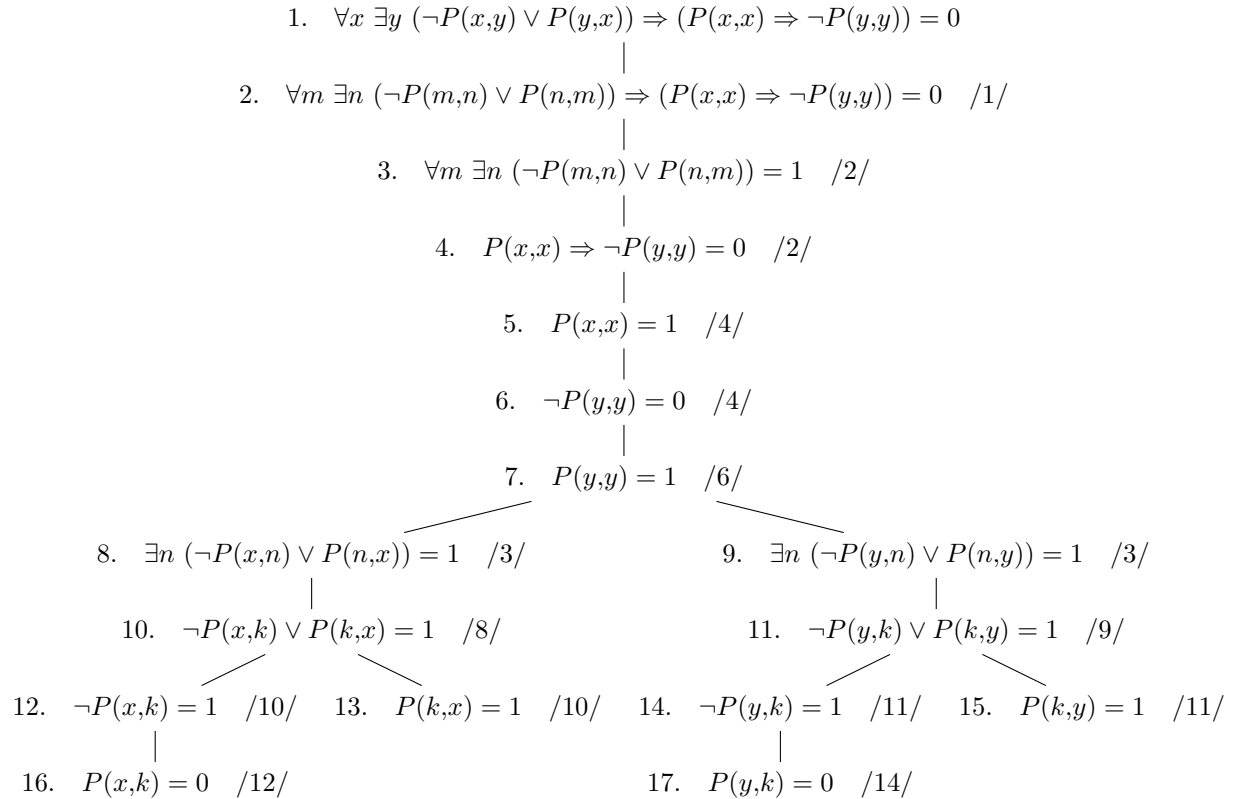 1. ∀x ∃y (¬P(x,y) ∨ P(y,x)) ⇒ (P(x,x) ⇒ ¬P(y,y)) = 0
2. ∀m ∃n (¬P(m,n) ∨ P(n,m)) ⇒ (P(x,x) ⇒ ¬P(y,y)) = 0 /1/
3. ∀m ∃n (¬P(m,n) ∨ P(n,m)) = 1 /2/
4. P(x,x) ⇒ ¬P(y,y) = 0 /2/
5. P(x,x) = 1 /4/
6. ¬P(y,y) = 0 /4/
7. P(y,y) = 1 /6/
8. ∃n (¬P(x,n) ∨ P(n,x)) = 1 /3/ 9. ∃n (¬P(y,n) ∨ P(n,y)) = 1 /3/
10. ¬P(x,k) ∨ P(k,x) = 1 /8/ 11. ¬P(y,k) ∨ P(k,y) = 1 /9/
12. ¬P(x,k) = 1 /10/ 13. P(k,x) = 1 /10/ 14. ¬P(y,k) = 1 /11/ 15. P(k,y) = 1 /11/
16. P(x,k) = 0 /12/ 17. P(y,k) = 0 /14/